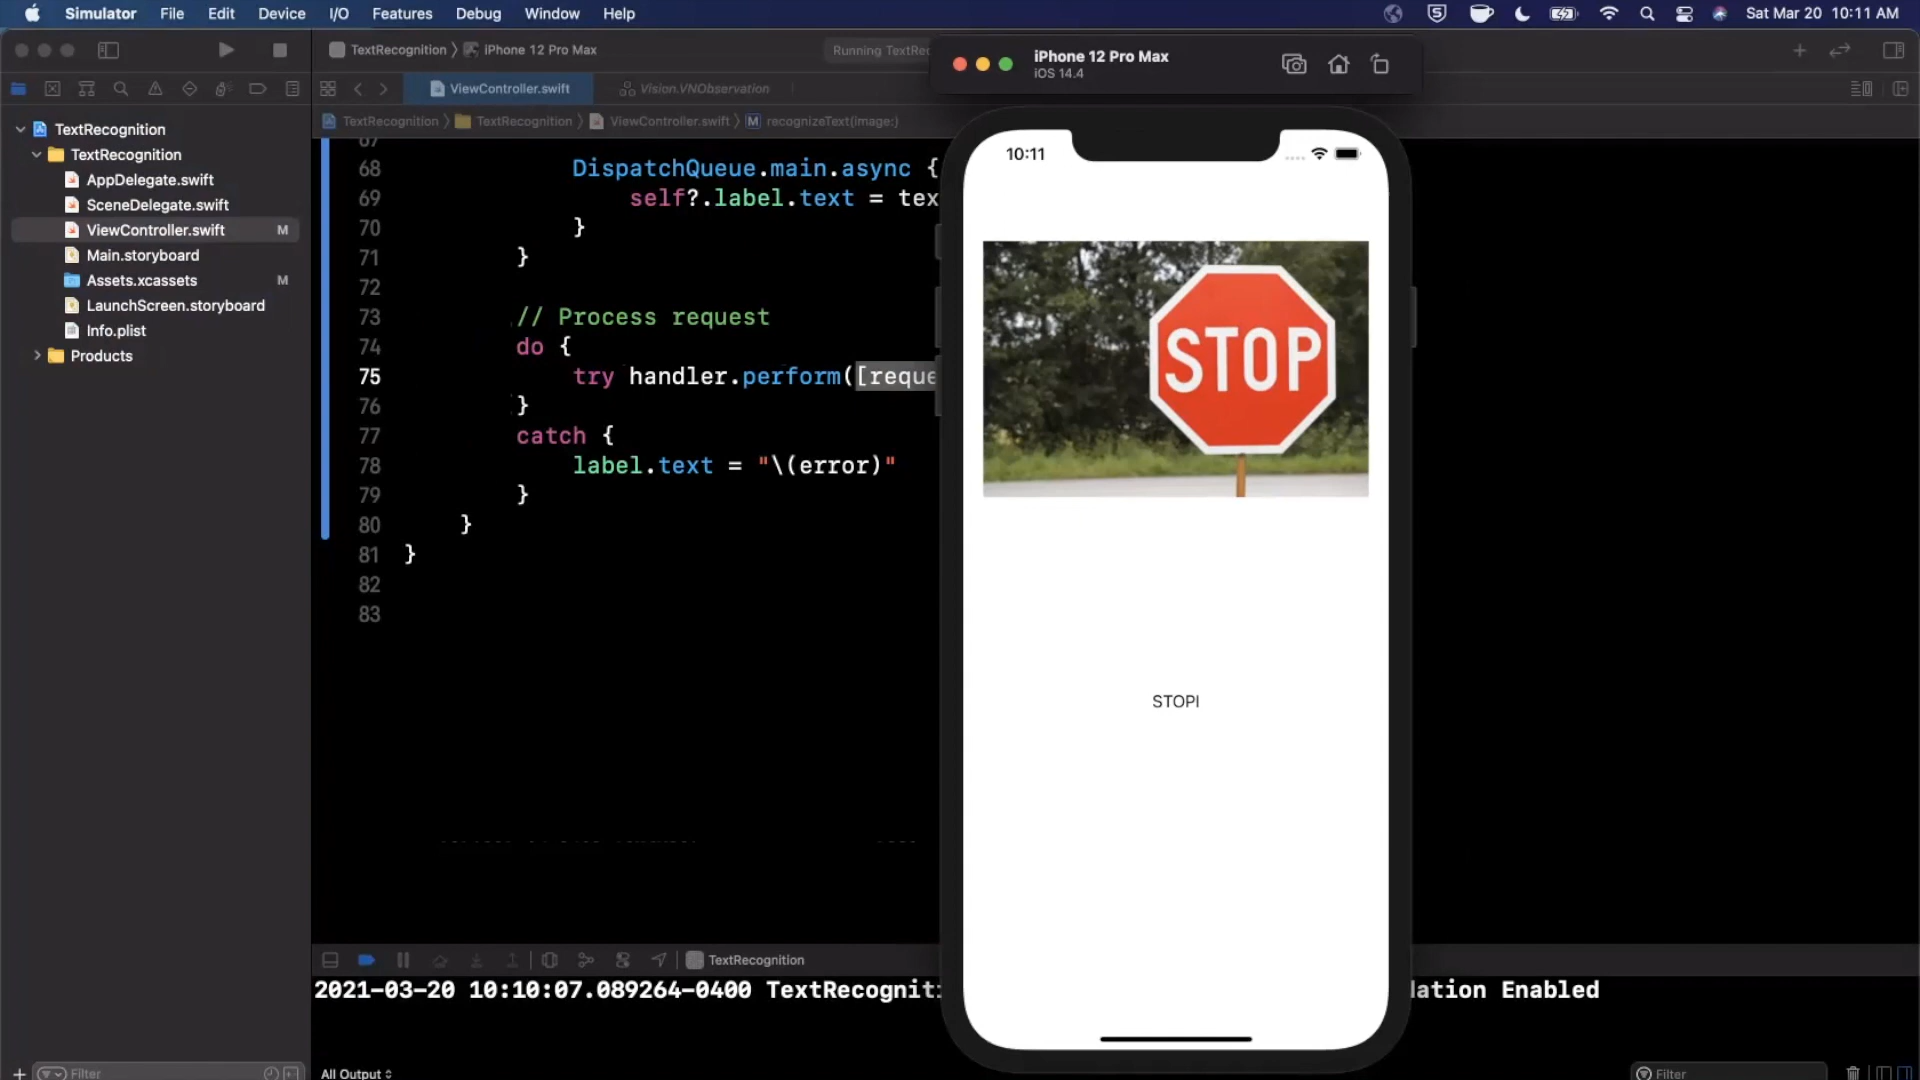 Simulator File Edit Device I/O Features Debug Window Help Sat Mar 20 10:11 AM
TextRecognition 〉 iPhone 12 Pro Max
Running TextRec
iPhone 12 Pro Max
iOS 14.4
ViewController.swift
Vision.VNObservation
TextRecognition 〉 TextRecognition 〉 ViewController.swift 〉 M recognizeText(image:)
TextRecognition
TextRecognition
AppDelegate.swift
SceneDelegate.swift
ViewController.swift M
Main.storyboard
Assets.xcassets M
LaunchScreen.storyboard
Info.plist
Products
67
68 DispatchQueue.main.async {
69 self?.label.text = tex
70 }
71 }
72
73 // Process request
74 do {
75 try handler.perform([reque
76 }
77 catch {
78 label.text = "\(error)"
79 }
80 }
81 }
82
83
10:11
STOP
STOPI
TextRecognition
2021-03-20 10:10:07.089264-0400 TextRecogniti
lation Enabled
Filter
All Output
Filter